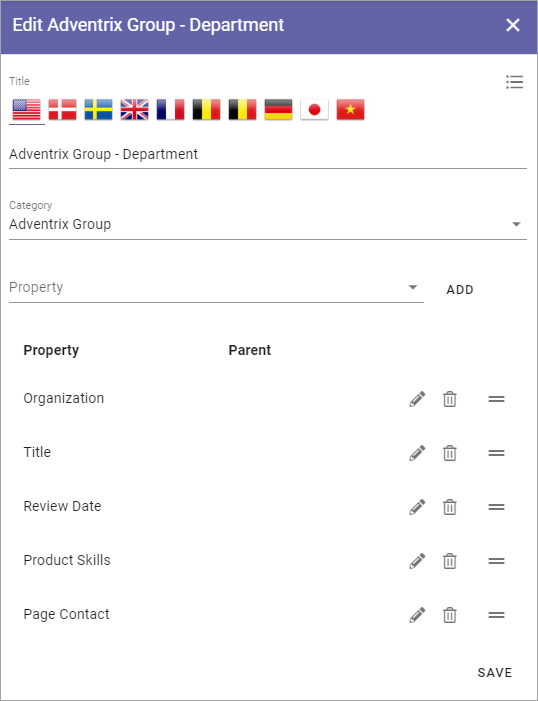 Edit Adventrix Group - Department
Title
Adventrix Group - Department
Category
Adventrix Group
Property
ADD
Property Parent
Organization
Title
Review Date
Product Skills
Page Contact
SAVE